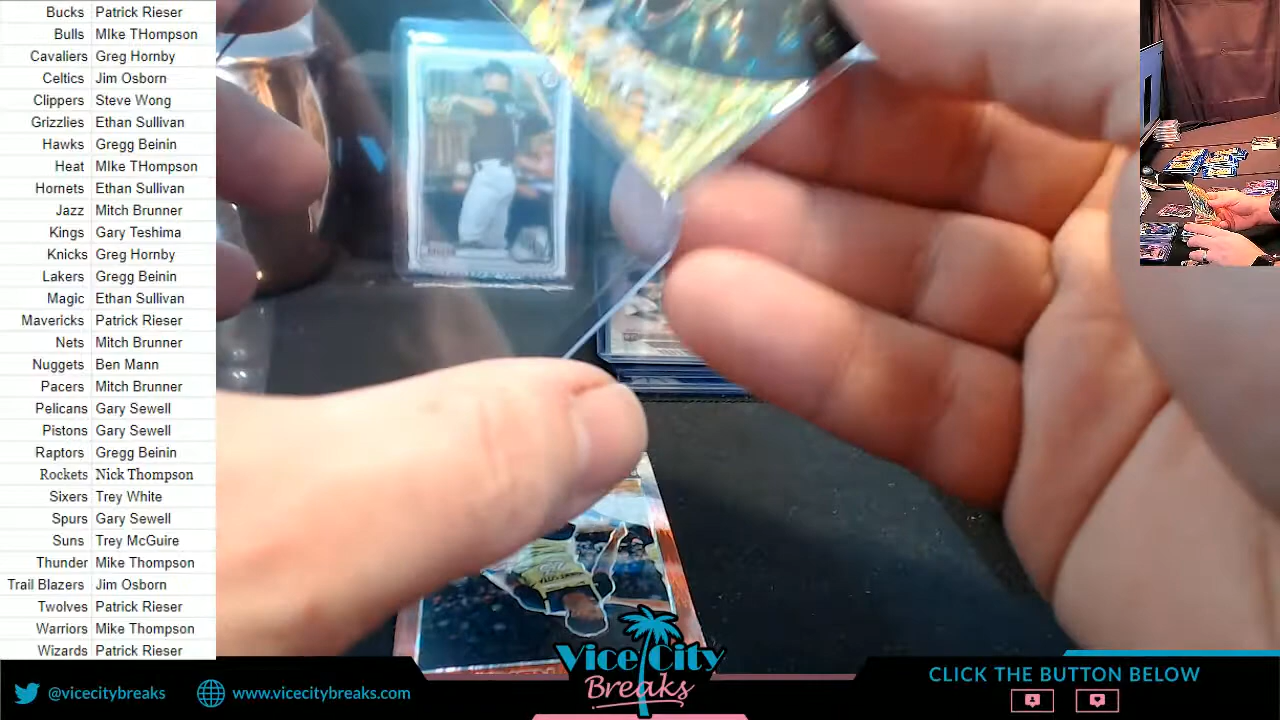 Bucks Patrick Rieser
Bulls MIke THompson
Cavaliers Greg Hornby
Celtics Jim Osborn
Clippers Steve Wong
Grizzlies Ethan Sullivan
Hawks Gregg Beinin
Heat MIke THompson
Hornets Ethan Sullivan
Jazz Mitch Brunner
Kings Gary Teshima
Knicks Greg Hornby
Lakers Gregg Beinin
Magic Ethan Sullivan
Mavericks Patrick Rieser
Nets Mitch Brunner
Nuggets Ben Mann
Pacers Mitch Brunner
Pelicans Gary Sewell
Pistons Gary Sewell
Raptors Gregg Beinin
Rockets Nick Thompson
Sixers Trey White
Spurs Gary Sewell
Suns Trey McGuire
Thunder Mike Thompson
Trail Blazers Jim Osborn
Twolves Patrick Rieser
Warriors Mike Thompson
Wizards Patrick Rieser
@vicecitybreaks
www.vicecitybreaks.com
Vice City
Breaks
CLICK THE BUTTON BELOW